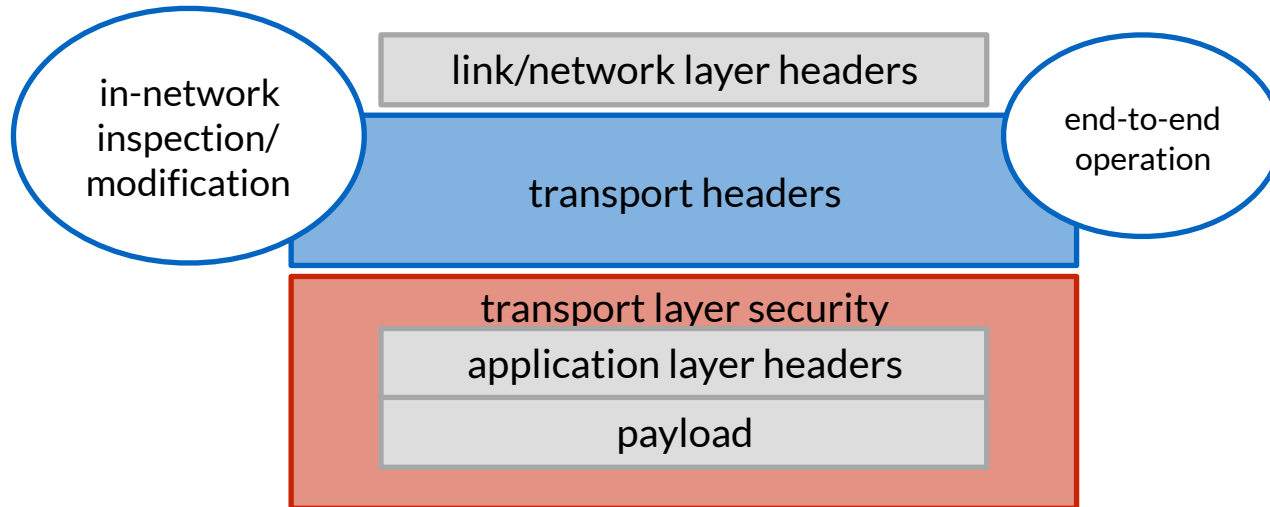 in-network
inspection/
modification
link/network layer headers
end-to-end
operation
transport headers
transport layer security
application layer headers
payload